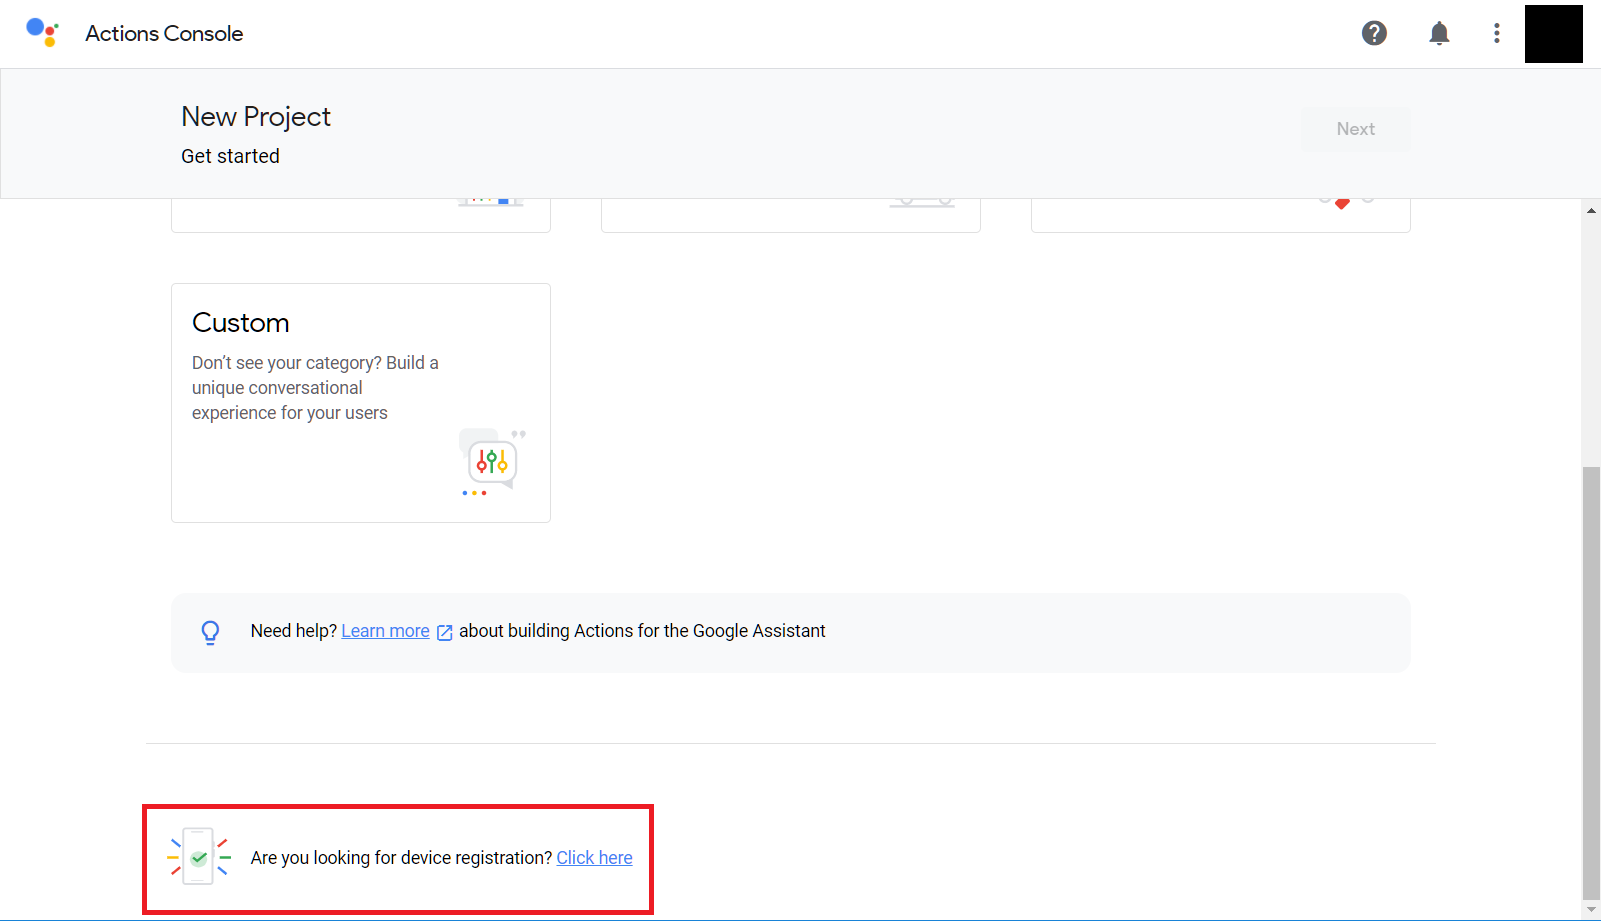 Actions Console
New Project
Next
Get started
Custom
Don’t see your category? Build a
unique conversational
experience for your users
Need help? Learn more about building Actions for the Google Assistant
Are you looking for device registration? Click here